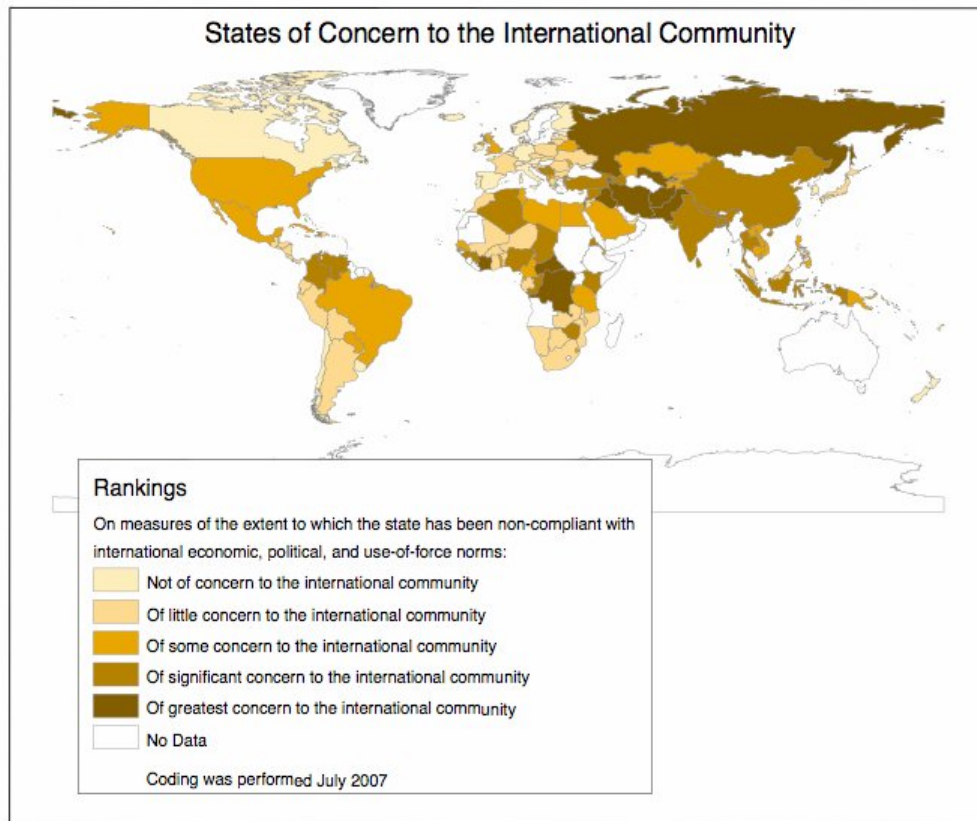 States of Concern to the International Community
Rankings
On measures of the extent to which the state has been non-compliant with
international economic, political, and use-of-force norms:
Not of concern to the international community
Of little concern to the international community
Of some concern to the international community
Of significant concern to the international community
Of greatest concern to the international community
No Data
Coding was performed July 2007